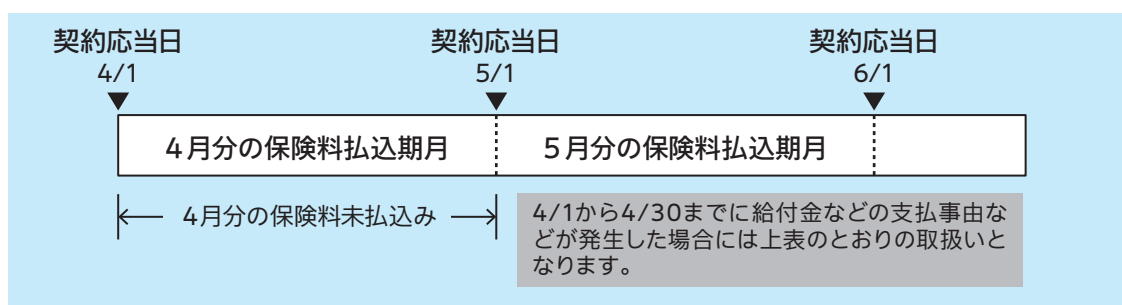 契約応当日 契約応当日 契約応当日
4/1 5/1 6/1
4月分の保険料払込期月 5月分の保険料払込期月
4月分の保険料未払込み
4/1から4/30までに給付金などの支払事由な
どが発生した場合には上表のとおりの取扱いと
なります。